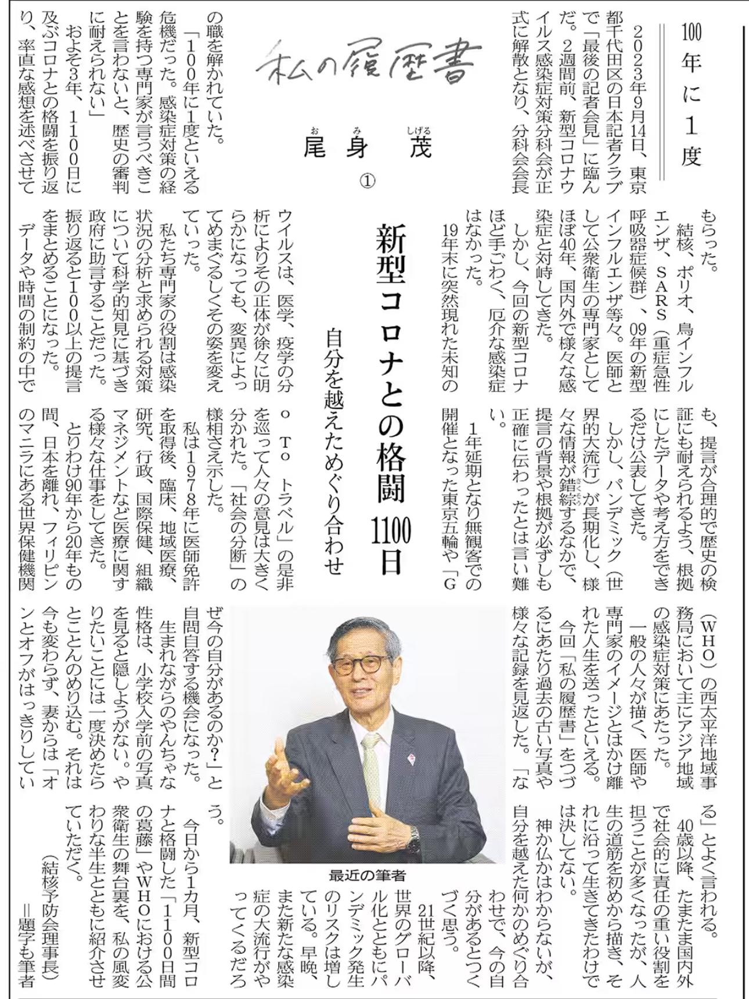 100年に1度
2023年9月14日、東京
都千代田区の日本記者クラブ
で「最後の記者会見」に臨ん
だ。2週間前、新型コロナウ
イルス感染症対策分科会が正
式に解散となり、分科会会長
私の履歴書
尾身 茂
お み しげる
①
の職を解かれていた。
「100年に1度といえる
危機だった。感染症対策の経
験を持つ専門家が言うべきこ
とを言わないと、歴史の審判
に耐えられない」
およそ3年、1100日に
及ぶコロナとの格闘を振り返
り、率直な感想を述べさせて
もらった。
結核、ポリオ、鳥インフル
エンザ、SARS（重症急性
呼吸器症候群）、09年の新型
インフルエンザ等々。医師と
して公衆衛生の専門家として
ほぼ40年、国内外で様々な感
染症と対峙してきた。
しかし、今回の新型コロナ
ほど手ごわく、厄介な感染症
はなかった。
19年末に突然現れた未知の
新型コロナとの格闘1100日
自分を越えためぐり合わせ
ウイルスは、医学、疫学の分
析によりその正体が徐々に明
らかになっても、変異によっ
てめまぐるしくその姿を変え
ていった。
私たち専門家の役割は感染
状況の分析と求められる対策
について科学的知見に基づき
政府に助言することだった。
振り返ると100以上の提言
をまとめることになった。
データや時間の制約の中で
も、提言が合理的で歴史の検
証にも耐えられるよう、根拠
にしたデータや考え方をでき
るだけ公表してきた。
しかし、パンデミック（世
界的大流行）が長期化し、様
々な情報が錯綜するなかで、
さくそう
提言の背景や根拠が必ずしも
正確に伝わったとは言い難
い。
1年延期となり無観客での
開催となった東京五輪や「G
o To トラベル」の是非
を巡って人々の意見は大きく
分かれた。「社会の分断」の
様相さえ示した。
私は1978年に医師免許
を取得後、臨床、地域医療、
研究、行政、国際保健、組織
マネジメントなど医療に関す
る様々な仕事をしてきた。
とりわけ90年から20年もの
間、日本を離れ、フィリピン
のマニラにある世界保健機関
（WHO）の西太平洋地域事
務局において主にアジア地域
の感染症対策にあたった。
一般の人々が描く、医師や
専門家のイメージとはかけ離
れた人生を送ったといえる。
今回「私の履歴書」をつづ
るにあたり過去の古い写真や
様々な記録を見返した。「な
ぜ今の自分があるのか？」と
自問自答する機会になった。
生まれながらのやんちゃな
性格は、小学校入学前の写真
を見ると隠しようがない。や
りたいことには一度決めたら
とことんのめり込む。それは
今も変わらず、妻からは「オ
ンとオフがはっきりしてい
る」とよく言われる。
40歳以降、たまたま国内外
で社会的に責任の重い役割を
担うことが多くなったが、人
生の道筋を初めから描き、そ
れに沿って生きてきたわけで
は決してない。
神か仏かはわからないが、
自分を越えた何かのめぐり合
わせで、今の自
分があるとつく
づく思う。
21世紀以降、
世界のグローバ
ル化とともにパ
ンデミック発生
のリスクは増し
ている。早晩、
また新たな感染
症の大流行がや
ってくるだろ
う。
今日から1カ月、新型コロ
ナと格闘した「1100日間
の葛藤」やWHOにおける公
衆衛生の舞台裏を、私の風変
わりな半生とともに紹介させ
ていただく。
（結核予防会理事長）
＝題字も筆者
最近の筆者